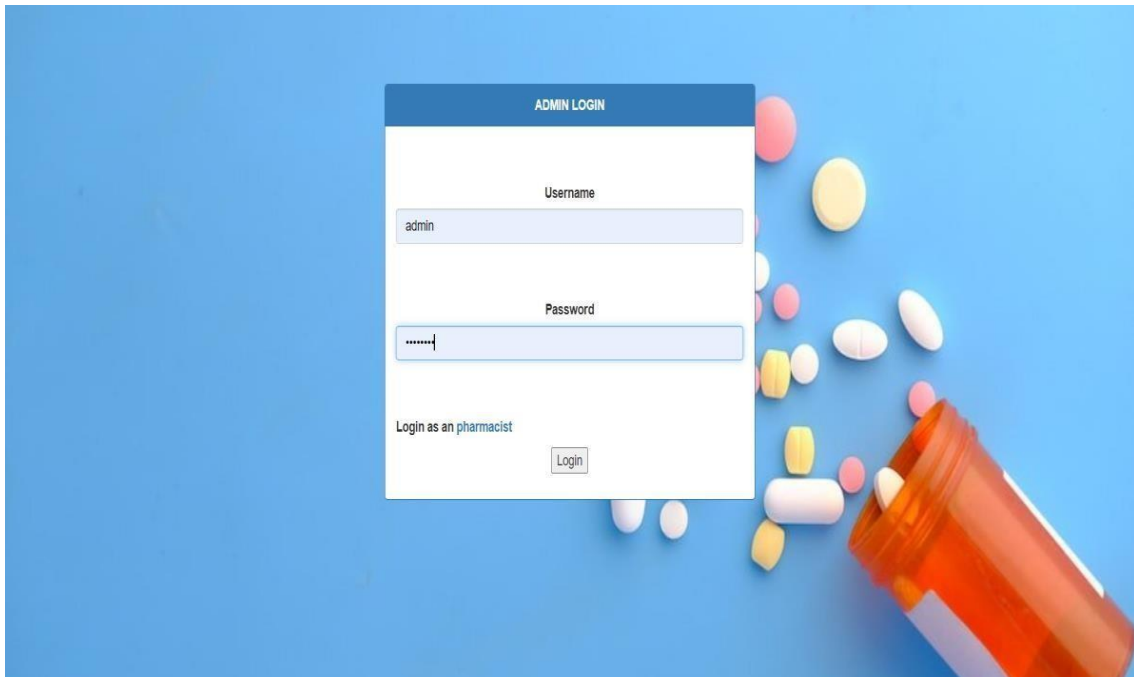 ADMIN LOGIN
Username
admin
Password
••••••••
Login as an pharmacist
Login